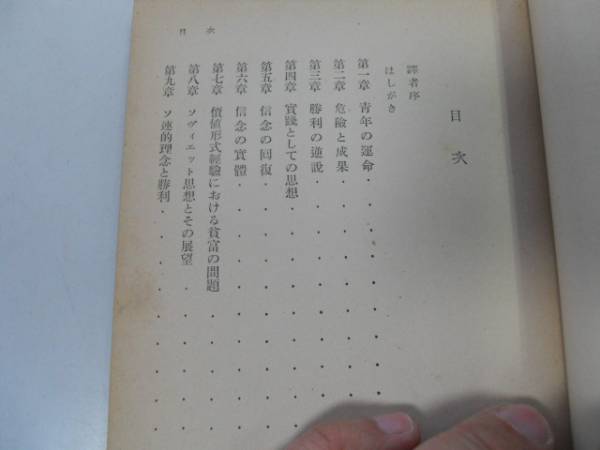 目次
目次
譯者序
はしがき
第一章 青年の運命・・・・・・・・
第二章 危險と成果・・・・・・・・
第三章 勝利の逆説・・・・・・・・
第四章 實踐としての思想・・・・・・・
第五章 信念の回復・・・・・・・・
第六章 信念の實體・・・・・・・・
第七章 價値形式經驗における貧富の問題・・・・・
第八章 ソヴィエット思想とその展望・・・・・・
第九章 ソ連的理念と勝利・・・・・・・・